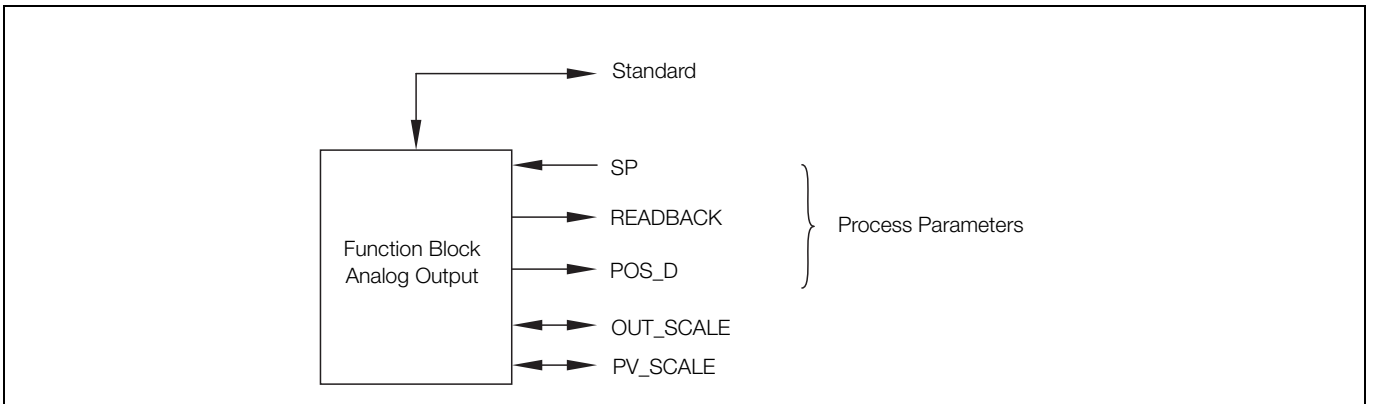 Standard
SP
READBACK
Process Parameters
Function Block
Analog Output
POS_D
OUT_SCALE
PV_SCALE